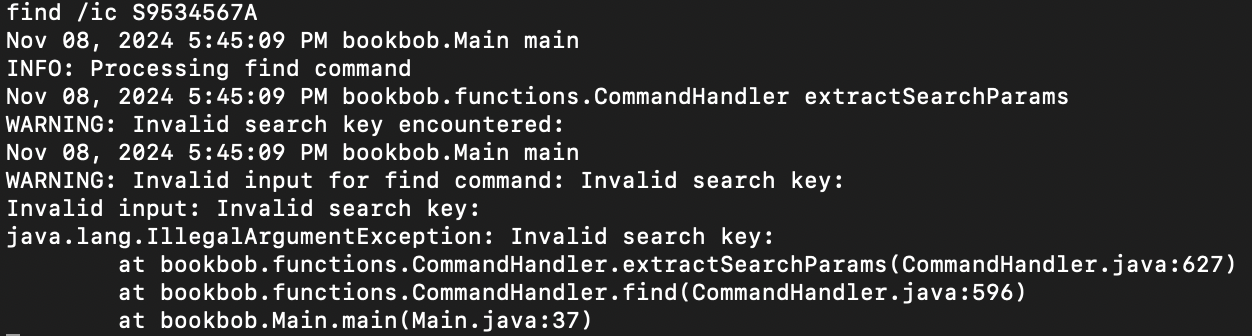 find /ic S9534567A
Nov 08, 2024 5:45:09 PM bookbob.Main main
INFO: Processing find command
Nov 08, 2024 5:45:09 PM bookbob.functions.CommandHandler extractSearchParams
WARNING: Invalid search key encountered:
Nov 08, 2024 5:45:09 PM bookbob.Main main
WARNING: Invalid input for find command: Invalid search key:
Invalid input: Invalid search key:
java.lang.IllegalArgumentException: Invalid search key:
        at bookbob.functions.CommandHandler.extractSearchParams(CommandHandler.java:627)
        at bookbob.functions.CommandHandler.find(CommandHandler.java:596)
        at bookbob.Main.main(Main.java:37)